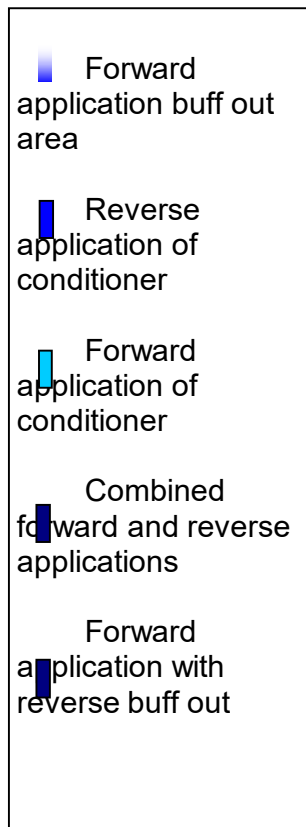 Forward
application buff out
area
Reverse
application of
conditioner
Forward
application of
conditioner
Combined
forward and reverse
applications
Forward
application with
reverse buff out